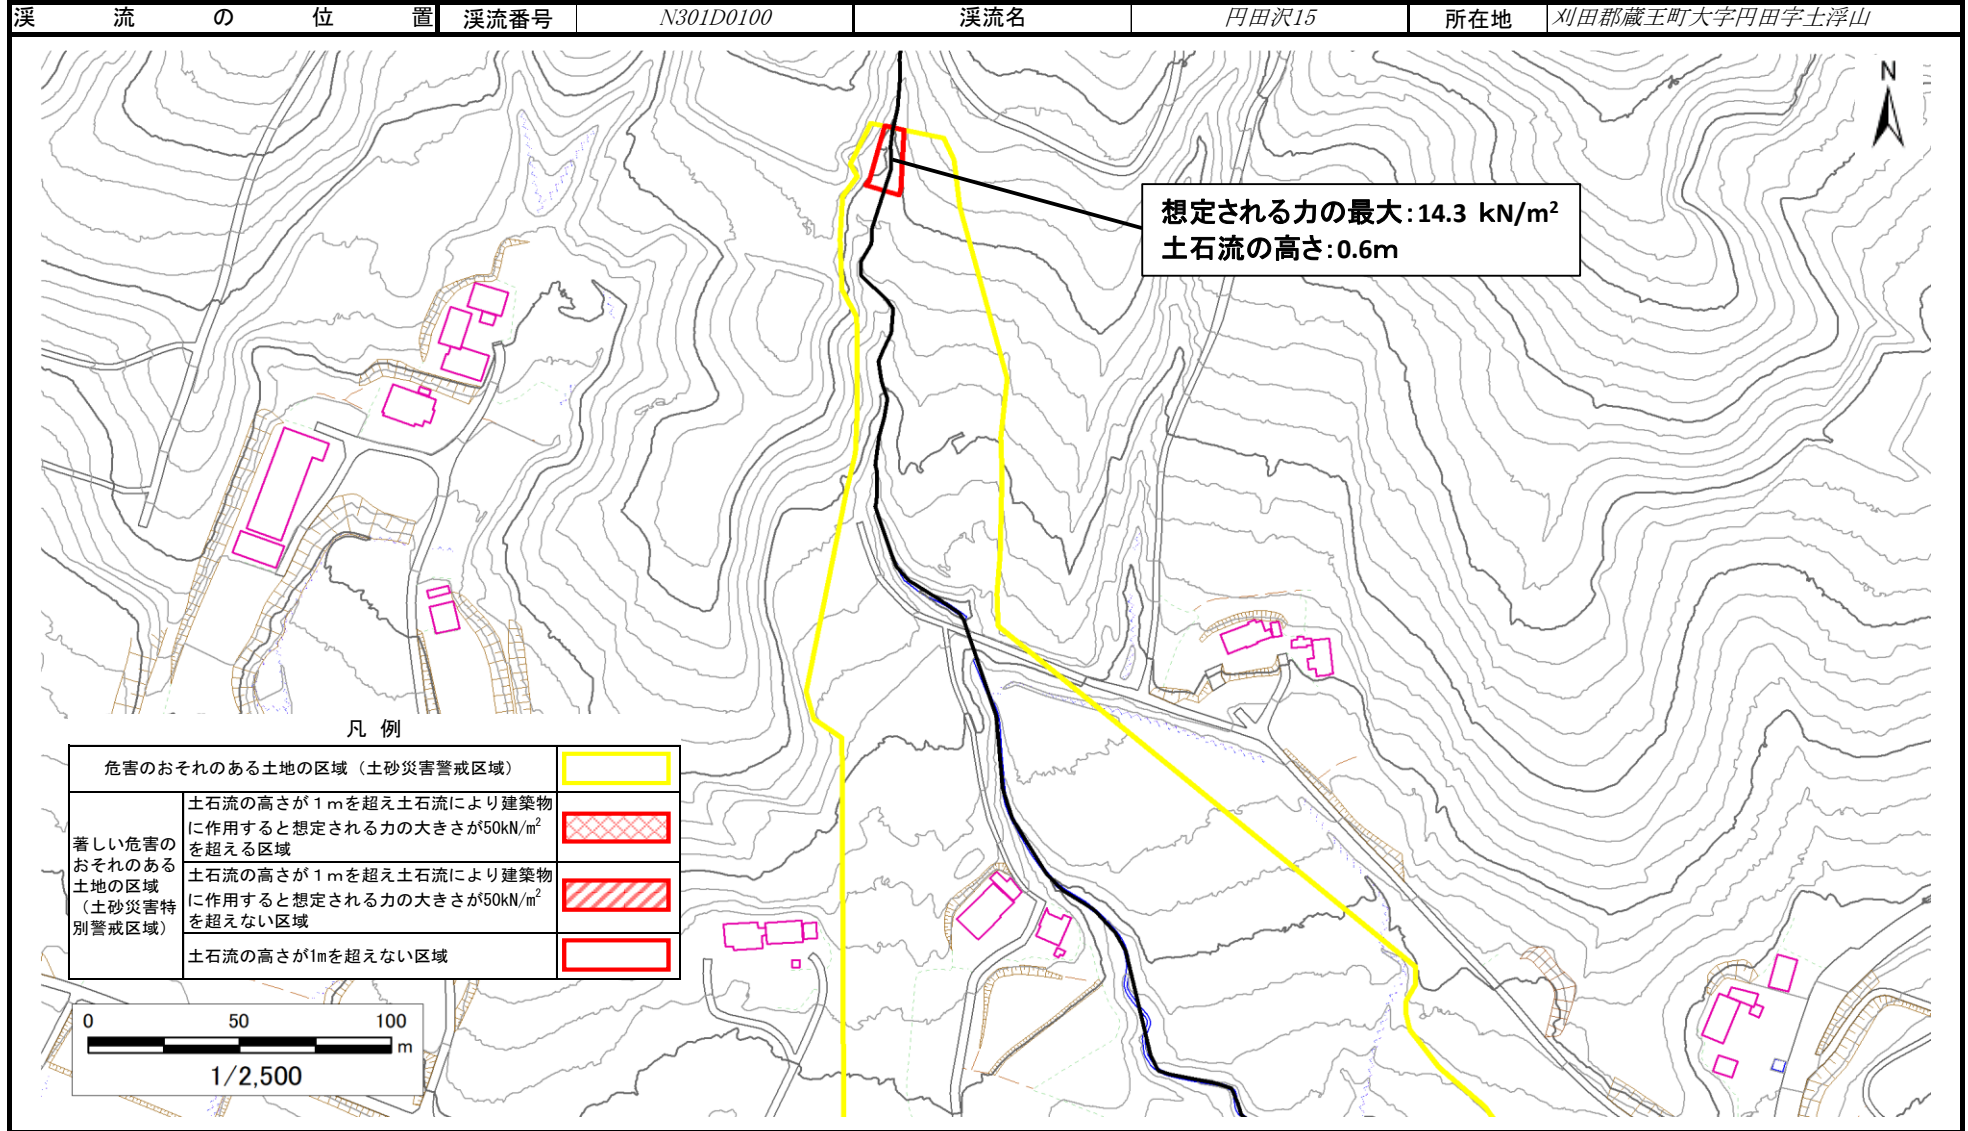 渓流の位置 渓流番号 N301D0100 渓流名 円田沢15 所在地 刈田郡蔵王町大字円田字土浮山
N
想定される力の最大:14.3 kN/m²
土石流の高さ:0.6m
凡 例
危害のおそれのある土地の区域（土砂災害警戒区域）
著しい危害の
おそれのある
土地の区域
（土砂災害特
別警戒区域）
土石流の高さが１ｍを超え土石流により建築物
に作用すると想定される力の大きさが50kN/m²
を超える区域
土石流の高さが１ｍを超え土石流により建築物
に作用すると想定される力の大きさが50kN/m²
を超えない区域
土石流の高さが1mを超えない区域
0 50 100
m
1/2,500